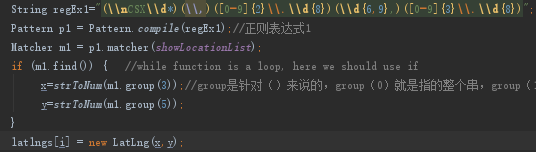 String regEx1="(\\nCSX\\d*)(\\,)([0-9]{2}\\.\\d{8})(\\d{6,9},)([0-9]{3}\\.\\d{8})";
Pattern p1 = Pattern.compile(regEx1);//正则表达式1
Matcher m1 = p1.matcher(showLocationList);
if (m1.find()) {  //while function is a loop, here we should use if
x=strToNum(m1.group(3));//group是针对（）来说的，group（0）就是指的整个串，group（
y=strToNum(m1.group(5));
}
latlngs[i] = new LatLng(x,y);